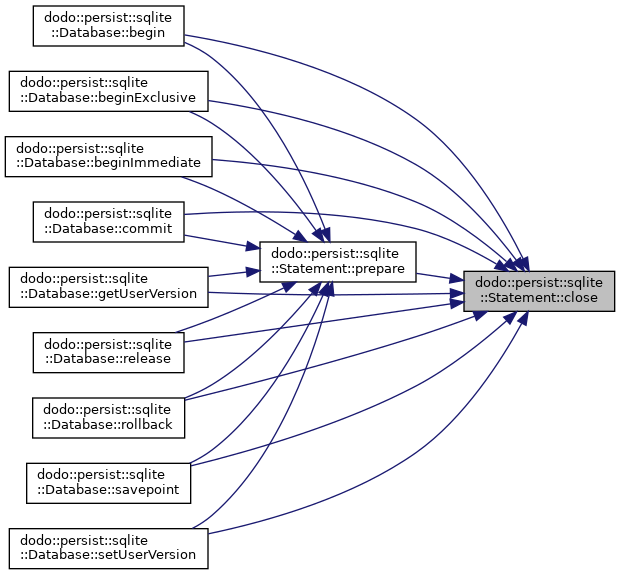 dodo::persist::sqlite
::Database::begin
dodo::persist::sqlite
::Database::beginExclusive
dodo::persist::sqlite
::Database::beginImmediate
dodo::persist::sqlite
::Database::commit
dodo::persist::sqlite
::Statement::prepare
dodo::persist::sqlite
::Database::getUserVersion
dodo::persist::sqlite
::Statement::close
dodo::persist::sqlite
::Database::release
dodo::persist::sqlite
::Database::rollback
dodo::persist::sqlite
::Database::savepoint
dodo::persist::sqlite
::Database::setUserVersion